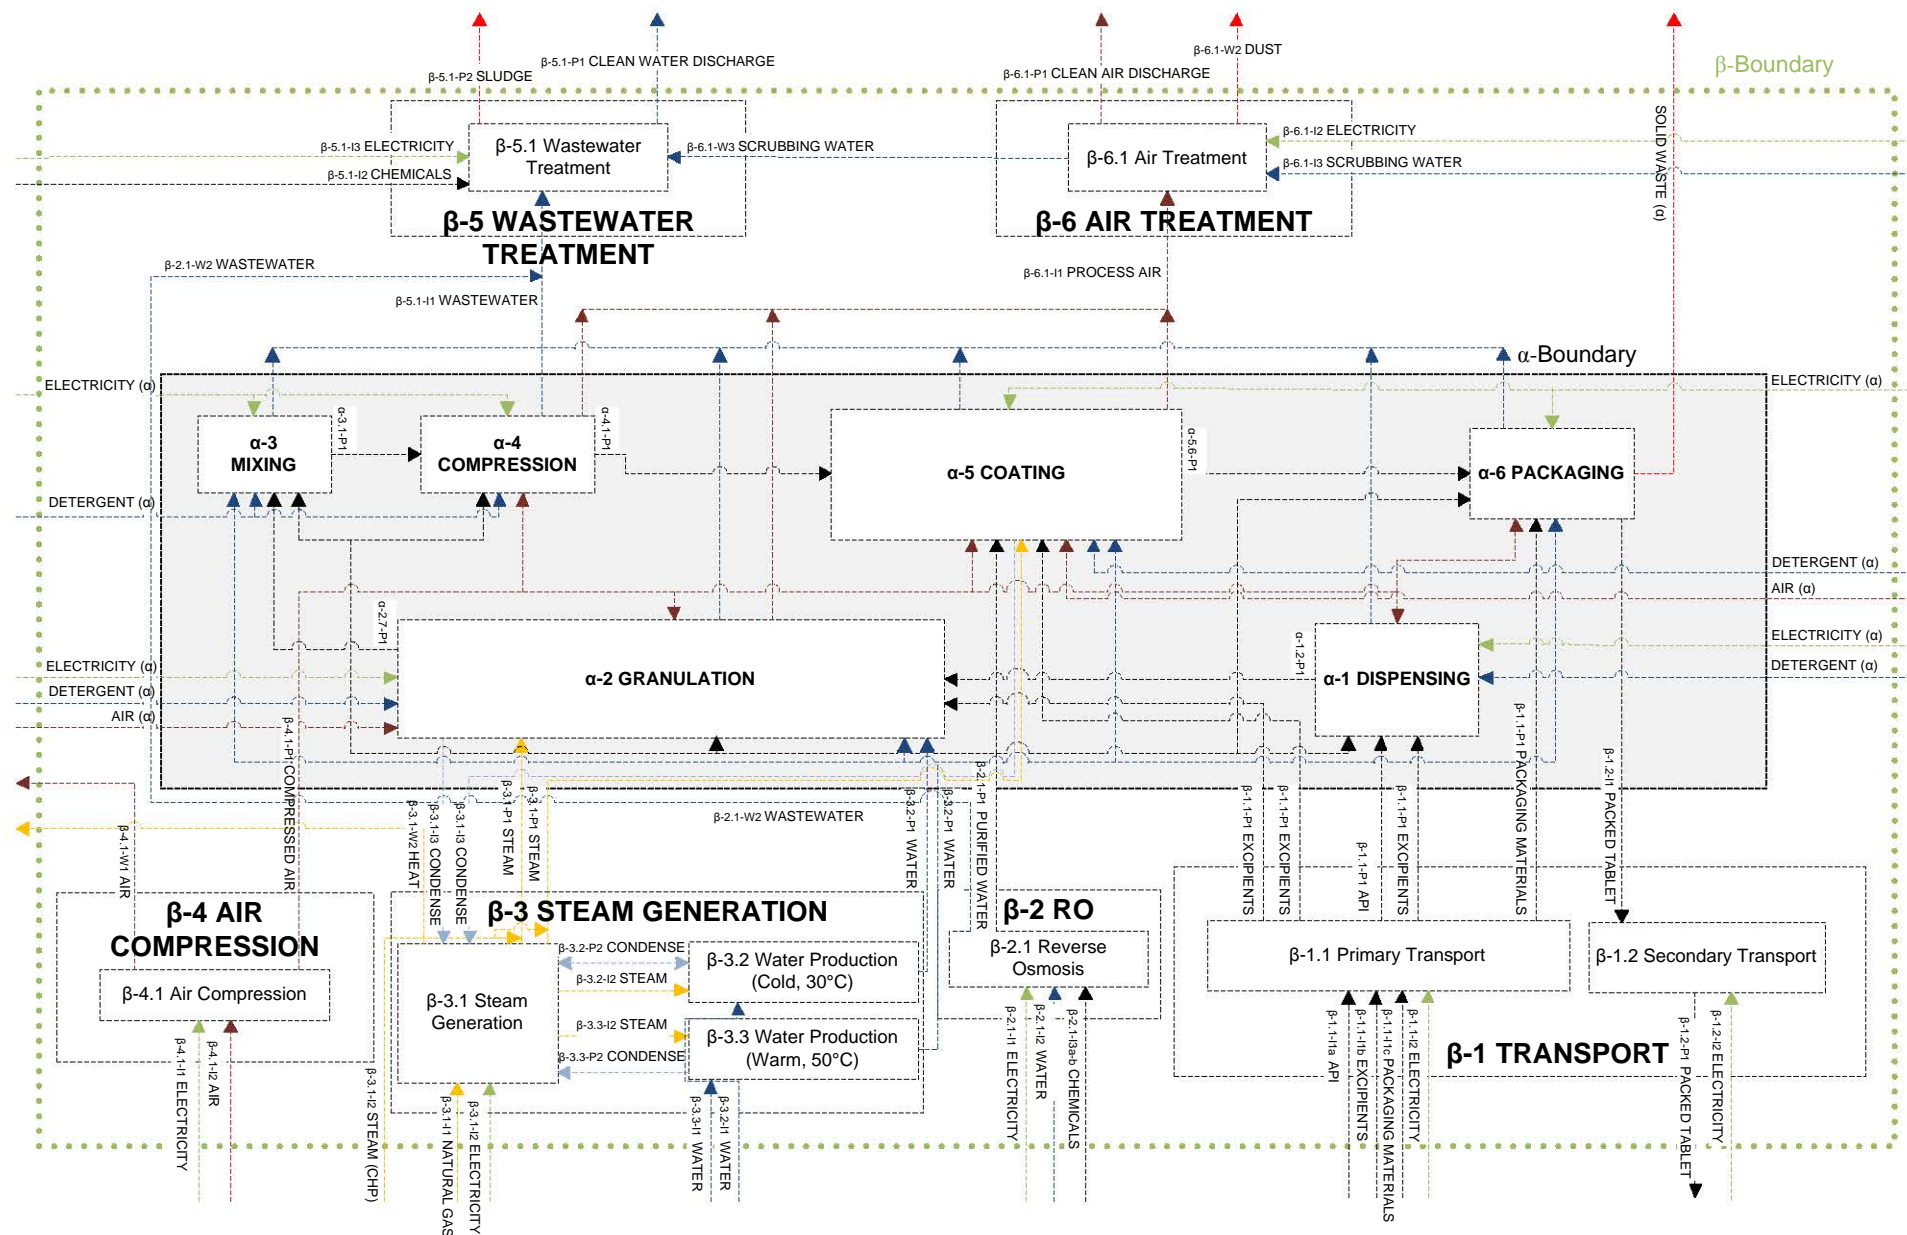 β-Boundary
β-5.1-P1 CLEAN WATER DISCHARGE
β-5.1-P2 SLUDGE
β-6.1-W2 DUST
β-6.1-P1 CLEAN AIR DISCHARGE
SOLID WASTE (α)
β-5.1-I3 ELECTRICITY
β-5.1-I2 CHEMICALS
β-5.1 Wastewater
Treatment
β-6.1-W3 SCRUBBING WATER
β-6.1 Air Treatment
β-6.1-I2 ELECTRICITY
β-6.1-I3 SCRUBBING WATER
β-5 WASTEWATER
TREATMENT
β-6 AIR TREATMENT
β-2.1-W2 WASTEWATER
β-5.1-I1 WASTEWATER
β-6.1-I1 PROCESS AIR
α-Boundary
ELECTRICITY (α)
ELECTRICITY (α)
α-3
MIXING
α-3.1-P1
α-4
COMPRESSION
α-4.1-P1
α-5 COATING
α-5.6-P1
α-6 PACKAGING
DETERGENT (α)
DETERGENT (α)
AIR (α)
α-2.7-P1
α-2 GRANULATION
α-1.2-P1
α-1 DISPENSING
ELECTRICITY (α)
DETERGENT (α)
ELECTRICITY (α)
DETERGENT (α)
AIR (α)
β-4.1-W1 AIR
β-4.1-P1 COMPRESSED AIR
β-3.1-W2 HEAT
β-3.1-I3 CONDENSE
β-3.1-I3 CONDENSE
β-3.1-P1 STEAM
β-3.1-P1 STEAM
β-2.1-W2 WASTEWATER
β-3.2-P1 WATER
β-3.2-P1 WATER
β-2.1-P1 PURIFIED WATER
β-1.1-P1 EXCIPIENTS
β-1.1-P1 EXCIPIENTS
β-1.1-P1 API
β-1.1-P1 EXCIPIENTS
β-1.1-P1 PACKAGING MATERIALS
β-1.2-I1 PACKED TABLET
β-4 AIR
COMPRESSION
β-4.1 Air Compression
β-3 STEAM GENERATION
β-3.1 Steam
Generation
β-3.2-P2 CONDENSE
β-3.2-I2 STEAM
β-3.3-I2 STEAM
β-3.3-P2 CONDENSE
β-3.2 Water Production
(Cold, 30°C)
β-3.3 Water Production
(Warm, 50°C)
β-2 RO
β-2.1 Reverse
Osmosis
β-1.1 Primary Transport
β-1.2 Secondary Transport
β-1 TRANSPORT
β-4.1-I1 ELECTRICITY
β-4.1-I2 AIR
β-3.1-I2 STEAM (CHP)
β-3.1-I1 NATURAL GAS
β-3.1-I2 ELECTRICITY
β-3.3-I1 WATER
β-3.2-I1 WATER
β-2.1-I1 ELECTRICITY
β-2.1-I2 WATER
β-2.1-I3a-b CHEMICALS
β-1.1-I1a API
β-1.1-I1b EXCIPIENTS
β-1.1-I1c PACKAGING MATERIALS
β-1.1-I2 ELECTRICITY
β-1.2-P1 PACKED TABLET
β-1.2-I2 ELECTRICITY